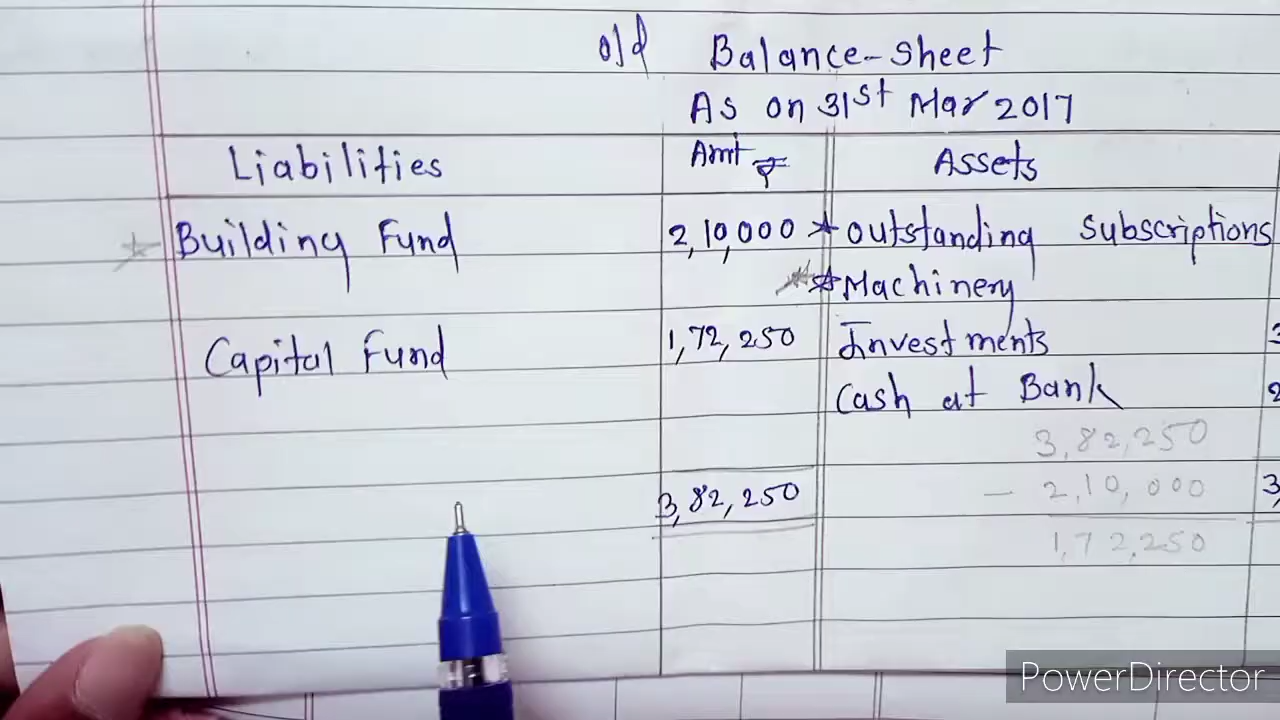 old Balance-Sheet
As on 31st Mar 2017
Liabilities Amt ₹ Assets
Building Fund 2,10,000 Outstanding Subscriptions
Machinery
Capital Fund 1,72,250 Investments
Cash at Bank
3,82,250
3,82,250 - 2,10,000
1,72,250
PowerDirector